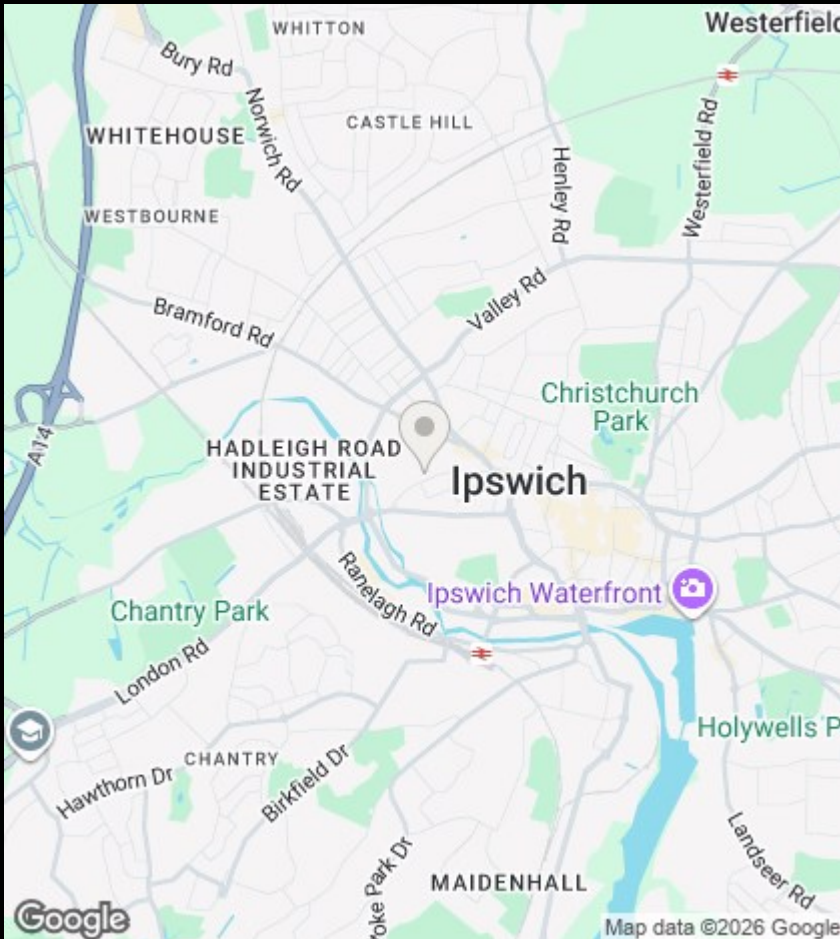 Westerfield
WHITTON
Bury Rd
Norwich Rd
CASTLE HILL
WHITEHOUSE
Henley Rd
Westerfield Rd
WESTBOURNE
Valley Rd
Bramford Rd
Christchurch
Park
A14
HADLEIGH ROAD
INDUSTRIAL
ESTATE
Ipswich
Ranelagh Rd
Ipswich Waterfront
Chantry Park
London Rd
Holywells P
CHANTRY
Hawthorn Dr
Birkfield Dr
Landseer Rd
oke Park Dr
MAIDENHALL
Google
Map data ©2026 Google